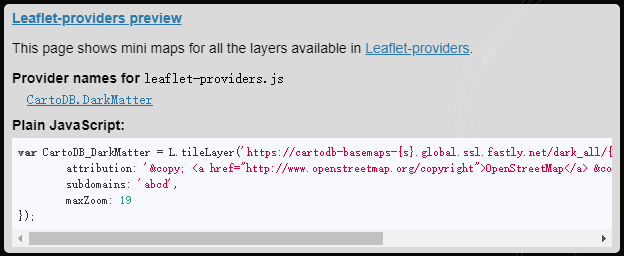 Leaflet-providers preview
This page shows mini maps for all the layers available in Leaflet-providers.
Provider names for leaflet-providers.js
CartoDB.DarkMatter
Plain JavaScript:
var CartoDB_DarkMatter = L.tileLayer('https://cartodb-basemaps-{s}.global.ssl.fastly.net/dark_all/{
attribution: '&copy; <a href="http://www.openstreetmap.org/copyright">OpenStreetMap</a> &co
subdomains: 'abcd',
maxZoom: 19
});